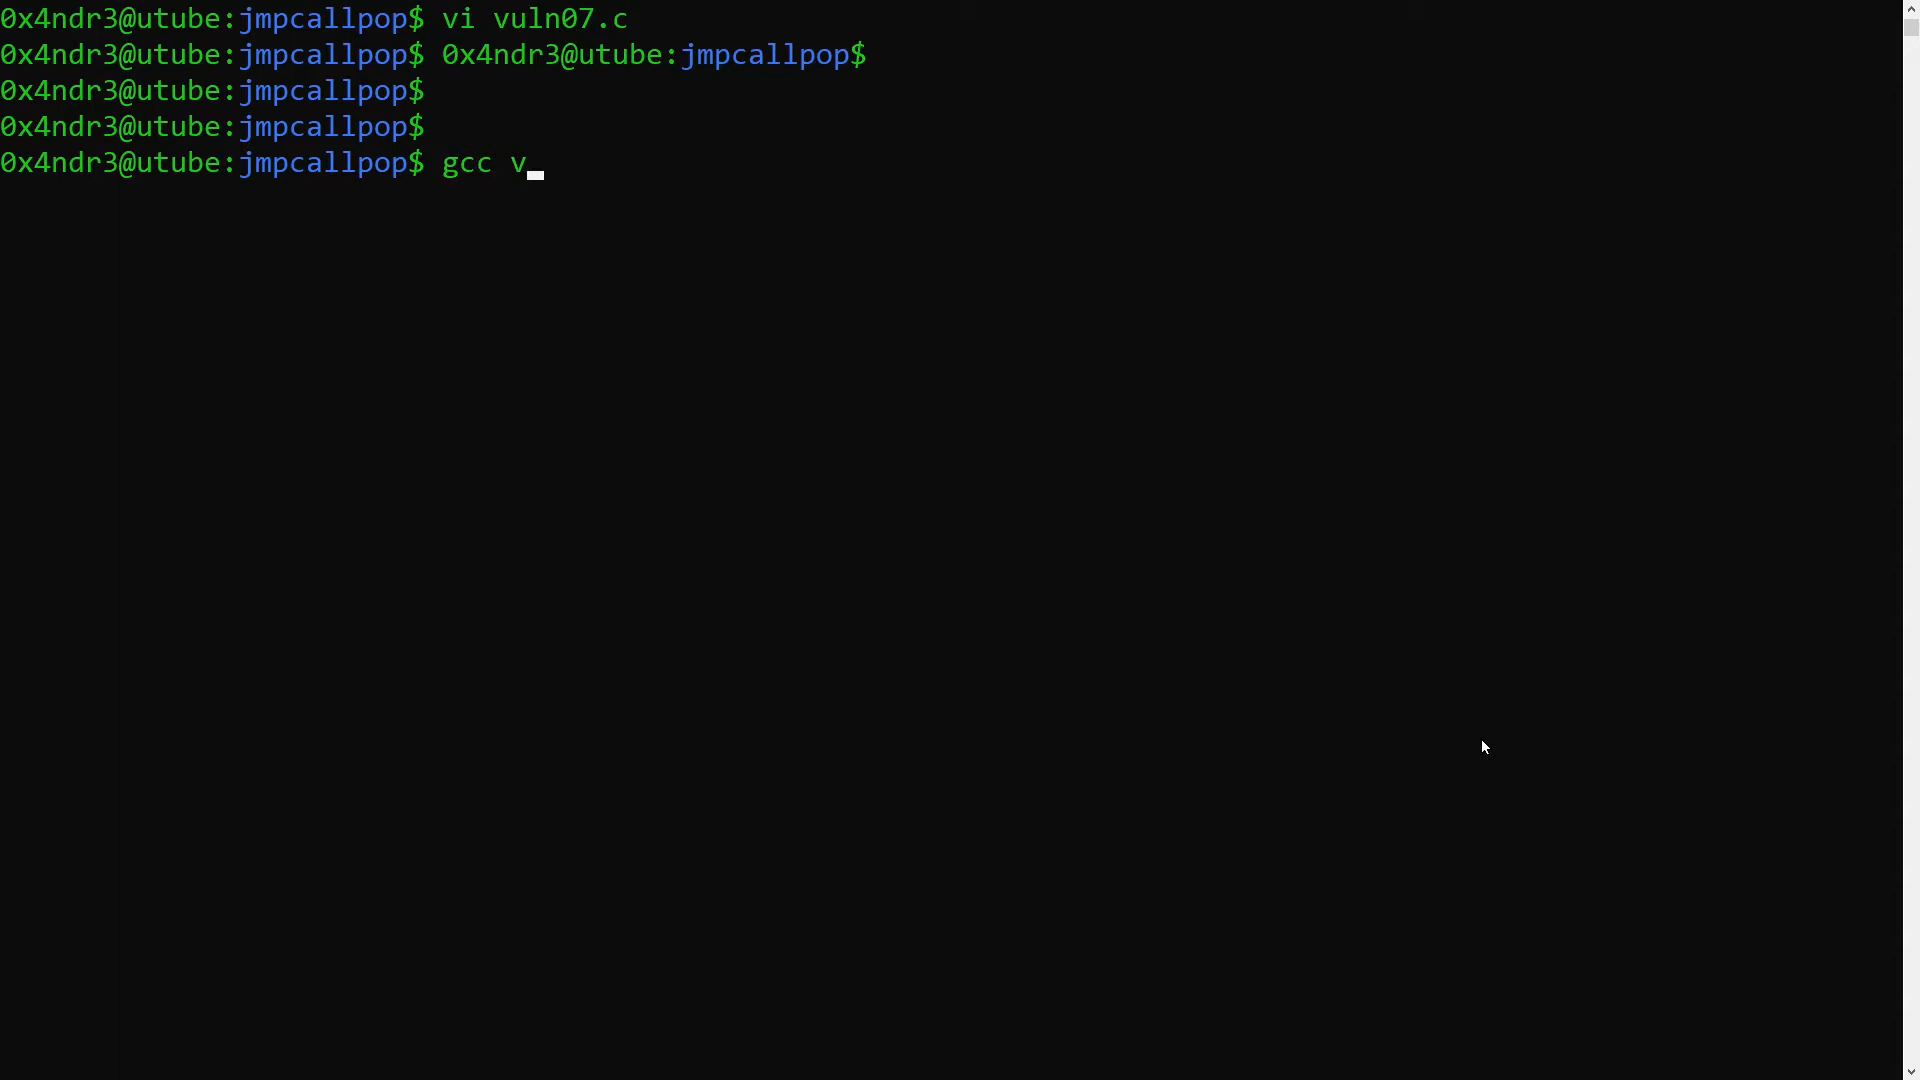 0x4ndr3@utube:jmpcallpop$ vi vuln07.c
0x4ndr3@utube:jmpcallpop$ 0x4ndr3@utube:jmpcallpop$
0x4ndr3@utube:jmpcallpop$
0x4ndr3@utube:jmpcallpop$
0x4ndr3@utube:jmpcallpop$ gcc v